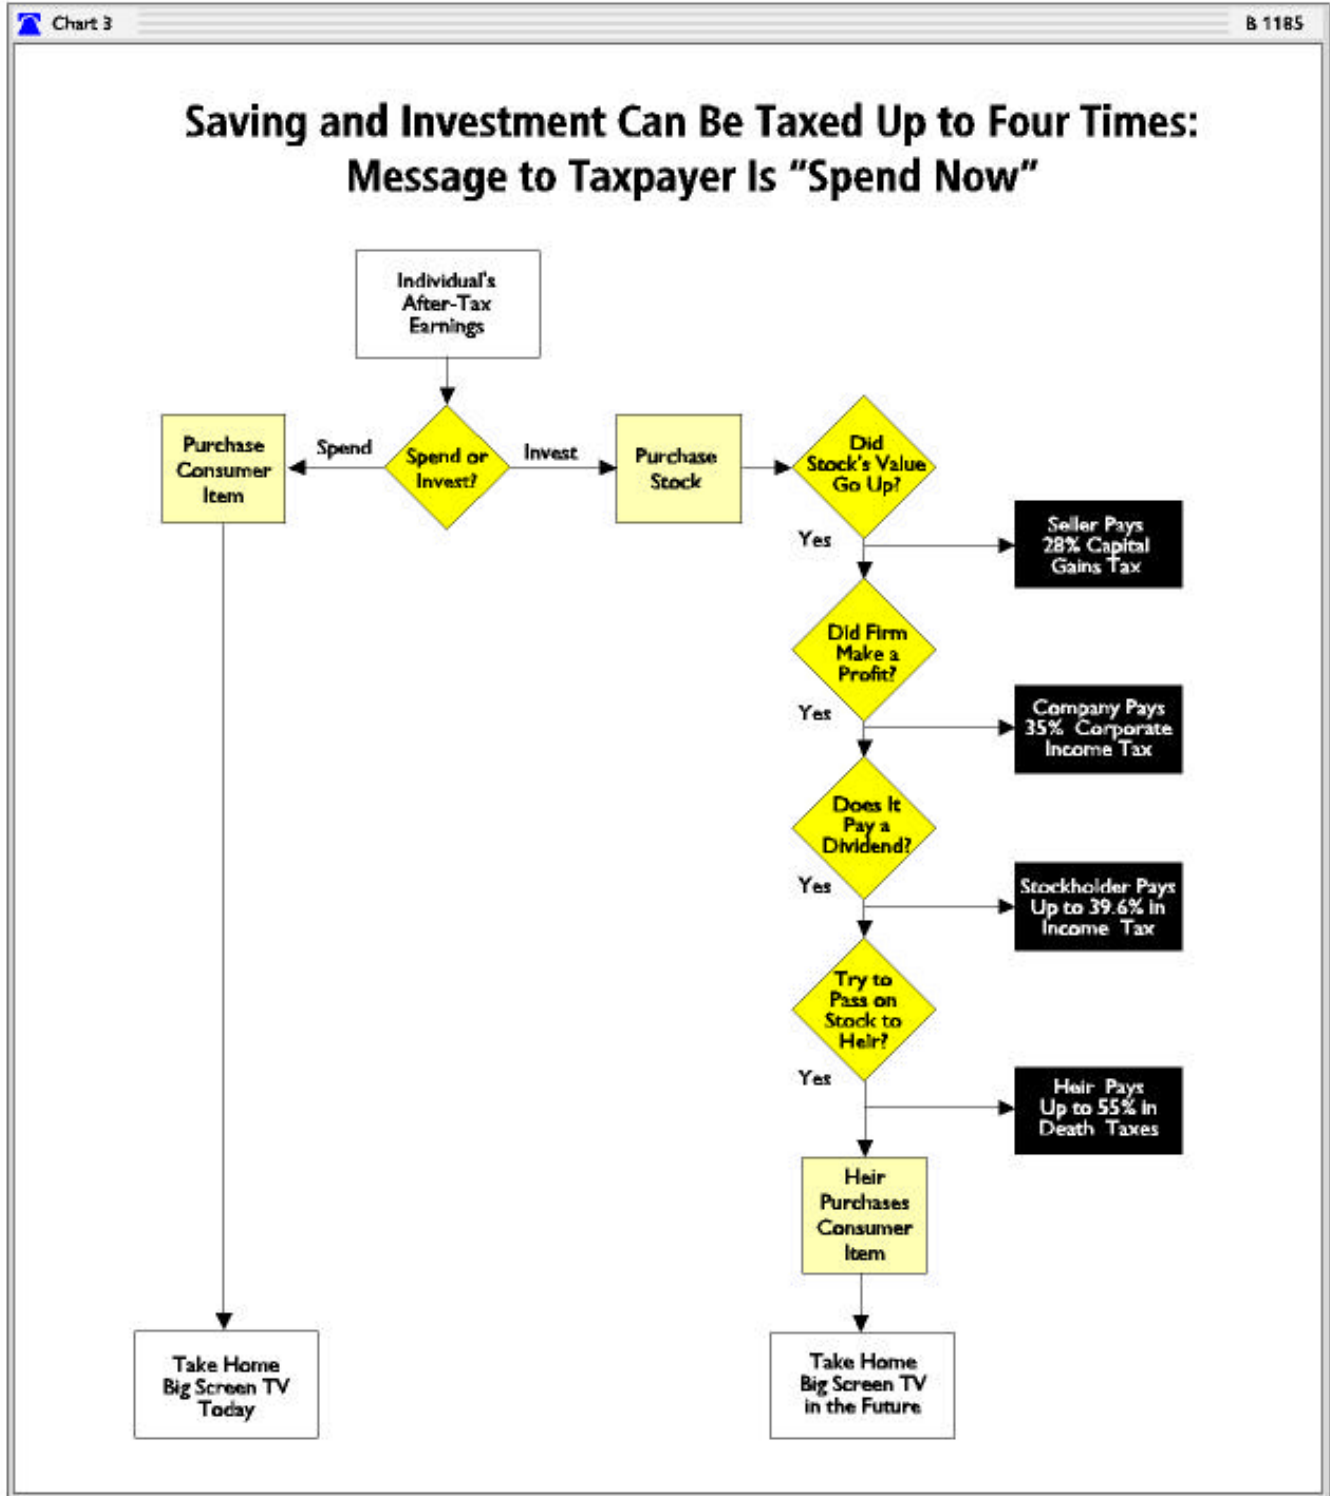 Chart 3
B 1185
Saving and Investment Can Be Taxed Up to Four Times:
Message to Taxpayer Is “Spend Now”
Individual's
After-Tax
Earnings
Purchase
Consumer
Item
Spend
Spend or
Invest?
Invest
Purchase
Stock
Did
Stock's Value
Go Up?
Yes
Seller Pays
28% Capital
Gains Tax
Did Firm
Make a
Profit?
Yes
Company Pays
35% Corporate
Income Tax
Does It
Pay a
Dividend?
Yes
Stockholder Pays
Up to 39.6% in
Income Tax
Try to
Pass on
Stock to
Heir?
Yes
Heir Pays
Up to 55% in
Death Taxes
Heir
Purchases
Consumer
Item
Take Home
Big Screen TV
Today
Take Home
Big Screen TV
in the Future